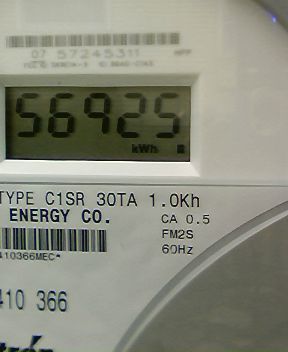 07 57245311
56925
kWh
TYPE C1SR 30TA 1.0Kh
ENERGY CO.
CA 0.5
FM2S
60Hz
410366MEC*
410 366